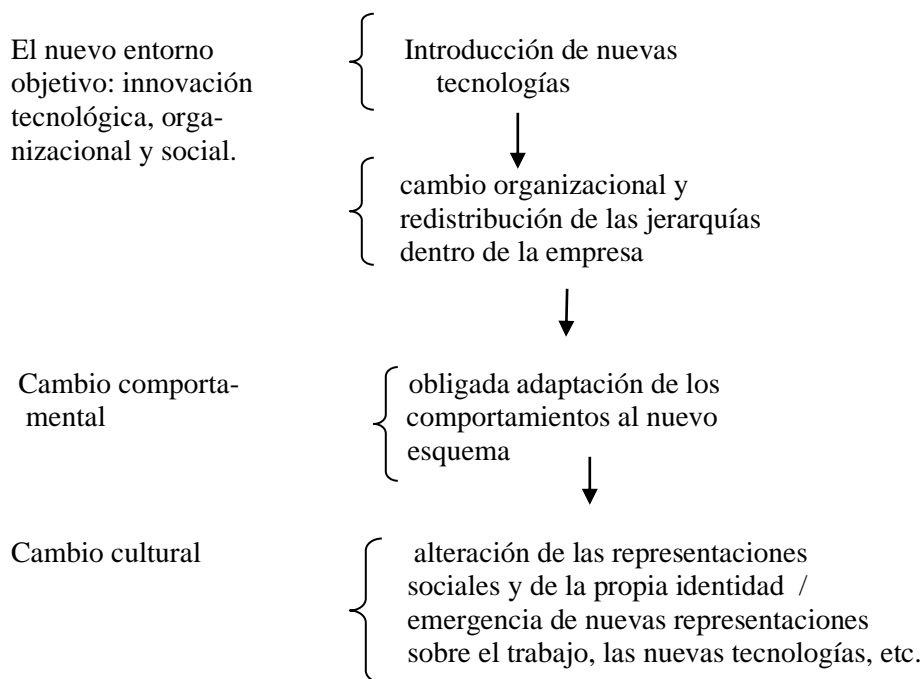 El nuevo entorno
objetivo: innovación
tecnológica, orga-
nizacional y social.
Introducción de nuevas
tecnologías
cambio organizacional y
redistribución de las jerarquías
dentro de la empresa
Cambio comporta-
mental
obligada adaptación de los
comportamientos al nuevo
esquema
Cambio cultural
alteración de las representaciones
sociales y de la propia identidad /
emergencia de nuevas representaciones
sobre el trabajo, las nuevas tecnologías, etc.